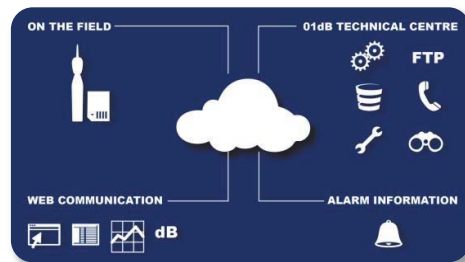 ON THE FIELD
01dB TECHNICAL CENTRE
FTP
WEB COMMUNICATION
dB
ALARM INFORMATION